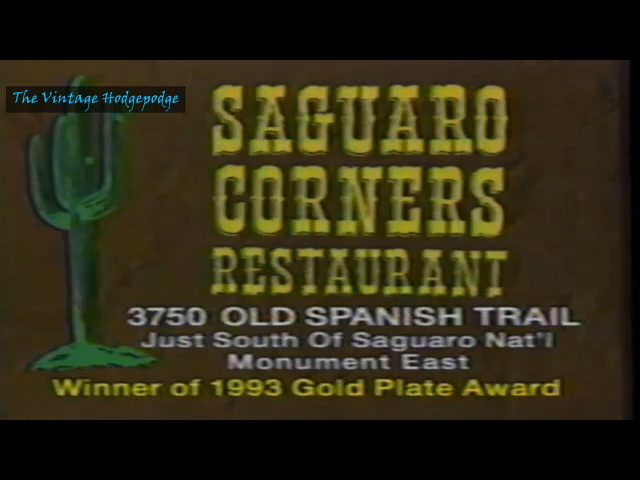 The Vintage Hodgepodge
SAGUARO
CORNERS
RESTAURANT
3750 OLD SPANISH TRAIL
Just South Of Saguaro Nat'l
Monument East
Winner of 1993 Gold Plate Award